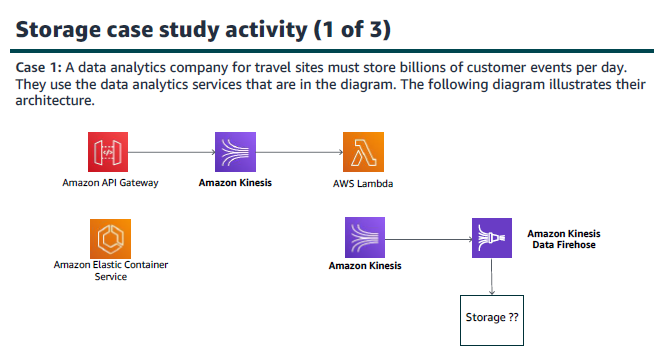 Storage case study activity (1 of 3)
Case 1: A data analytics company for travel sites must store billions of customer events per day.
They use the data analytics services that are in the diagram. The following diagram illustrates their
architecture.
Amazon API Gateway
Amazon Kinesis
AWS Lambda
Amazon Elastic Container
Service
Amazon Kinesis
Amazon Kinesis
Data Firehose
Storage ??